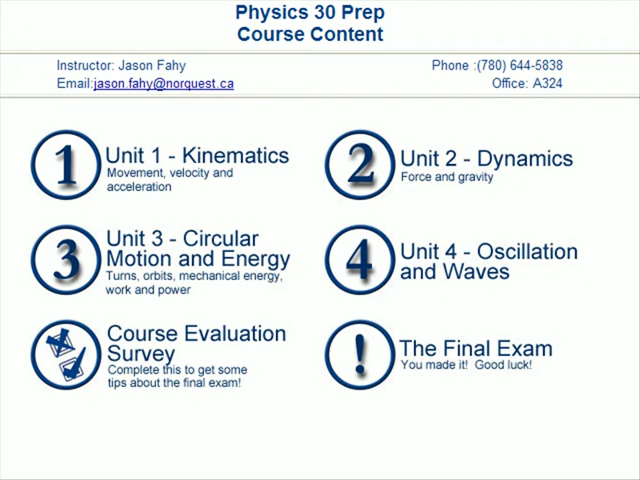 Physics 30 Prep
Course Content
Instructor: Jason Fahy
Phone :(780) 644-5838
Email:jason.fahy@norquest.ca
Office: A324
1
Unit 1 - Kinematics
Movement, velocity and
acceleration
2
Unit 2 - Dynamics
Force and gravity
3
Unit 3 - Circular
Motion and Energy
Turns, orbits, mechanical energy,
work and power
4
Unit 4 - Oscillation
and Waves
Course Evaluation
Survey
Complete this to get some
tips about the final exam!
!
The Final Exam
You made it! Good luck!